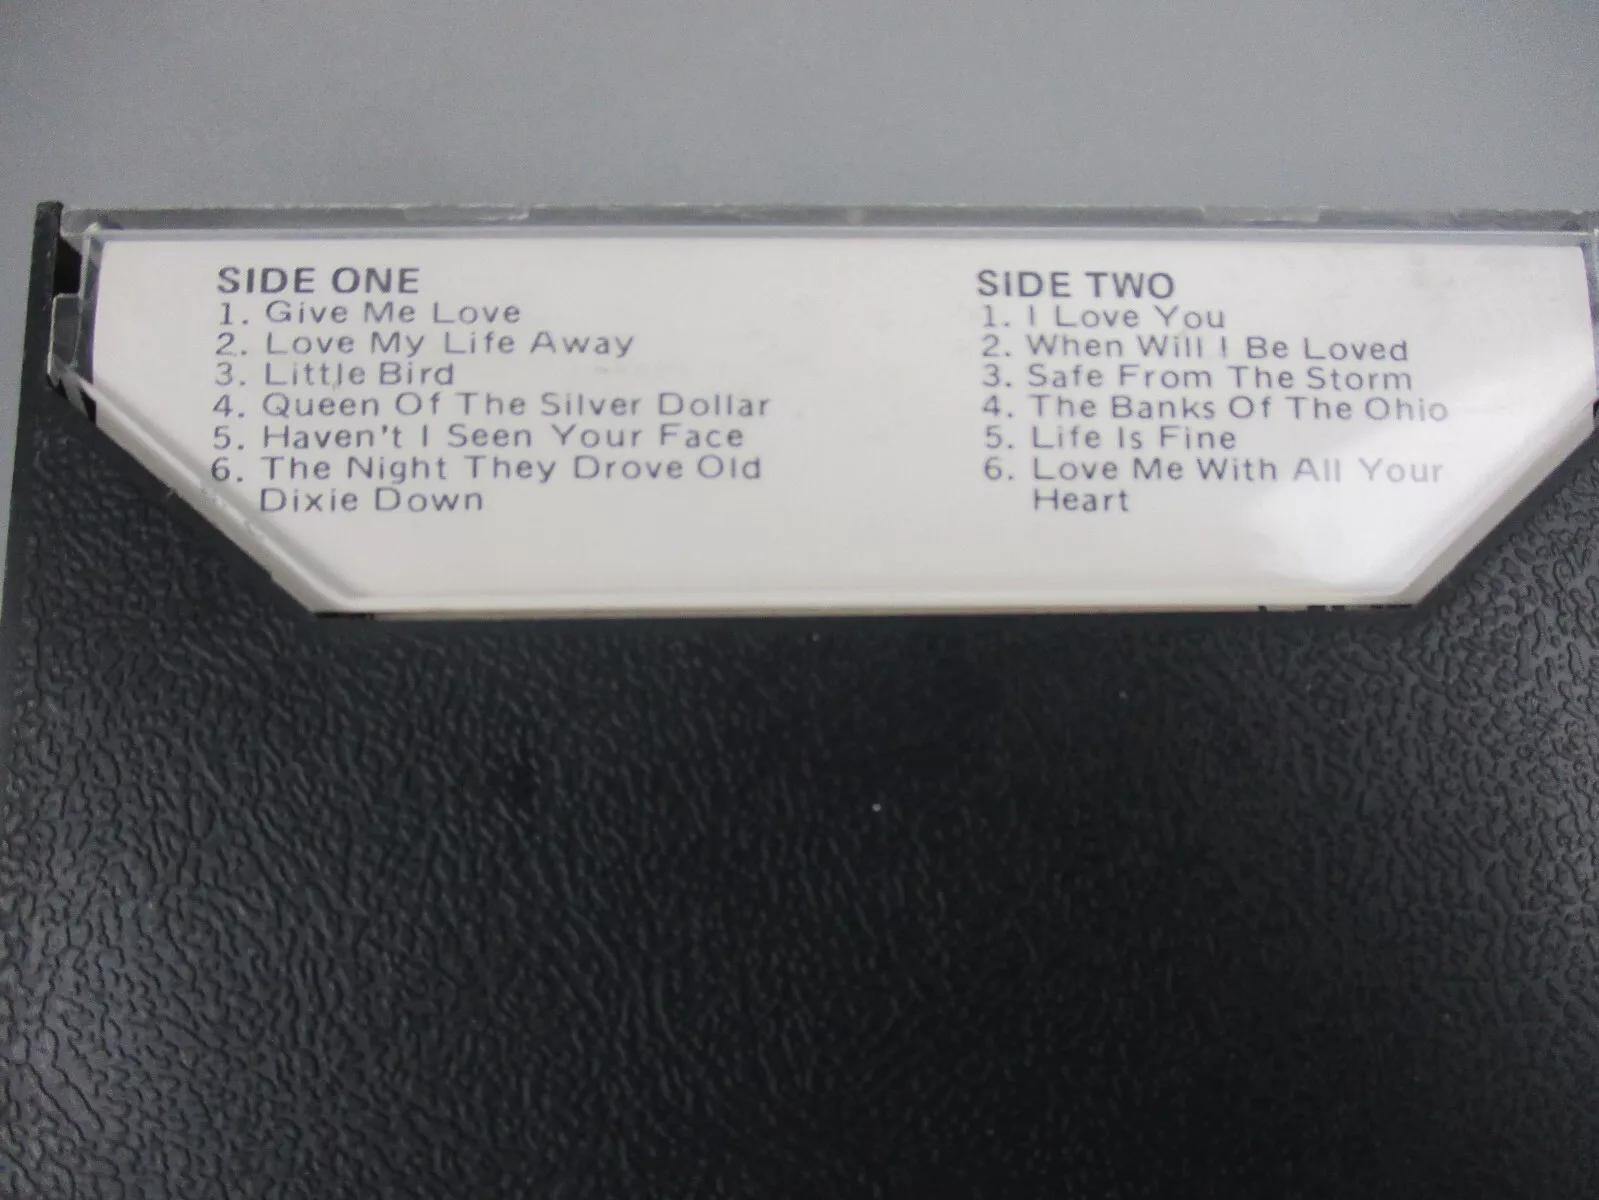 SIDE ONE
1. Give Me Love
2. Love My Life Away
3. Little Bird
4. Queen Of The Silver Dollar
5. Haven't I Seen Your Face
6. The Night They Drove Old
Dixie Down
SIDE TWO
1. I Love You
2. When Will I Be Loved
3. Safe From The Storm
4. The Banks Of The Ohio
5. Life Is Fine
6. Love Me With All Your
Heart